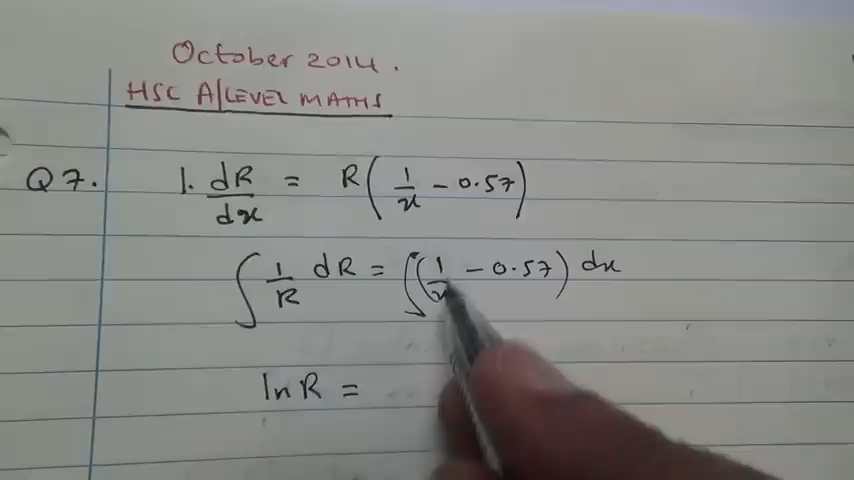 October 2014.
HSC A/LEVEL MATHS
Q7. 1. dR/dx = R(1/x - 0.57)
∫ 1/R dR = ∫(1/x - 0.57) dx
ln R =